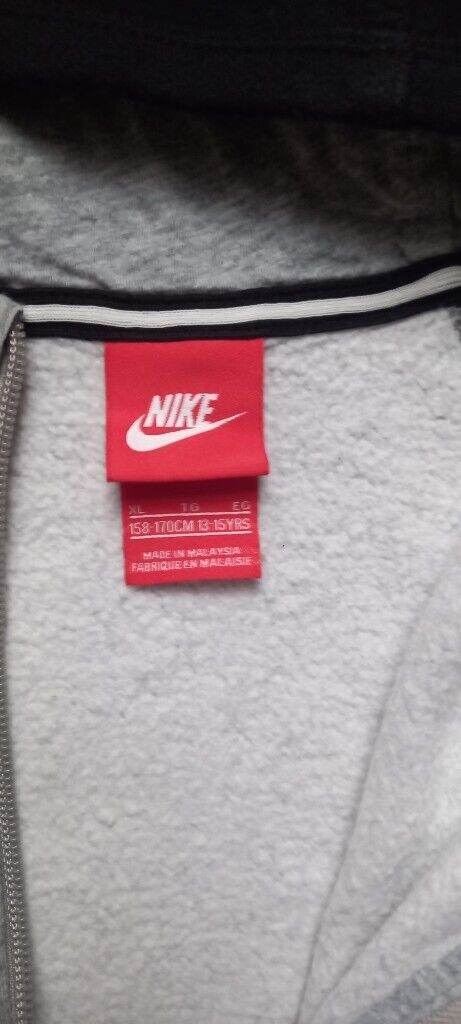 NIKE
XL TG EG
158-170CM 13-15YRS
MADE IN MALAYSIA
FABRIQUE EN MALAISIE